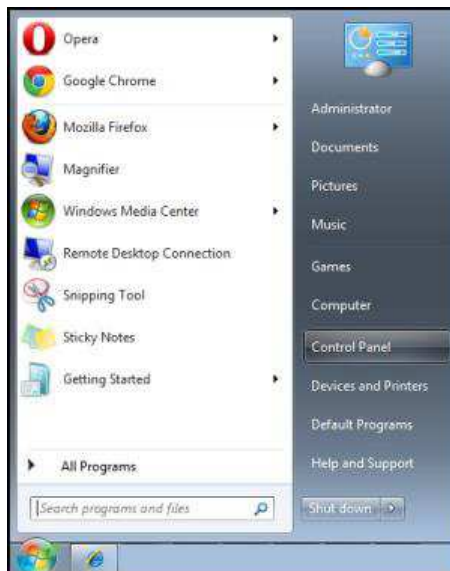 Opera
Google Chrome
Mozilla Firefox
Magnifier
Windows Media Center
Remote Desktop Connection
Snipping Tool
Sticky Notes
Getting Started
All Programs
Search programs and files
Administrator
Documents
Pictures
Music
Games
Computer
Control Panel
Devices and Printers
Default Programs
Help and Support
Shut down